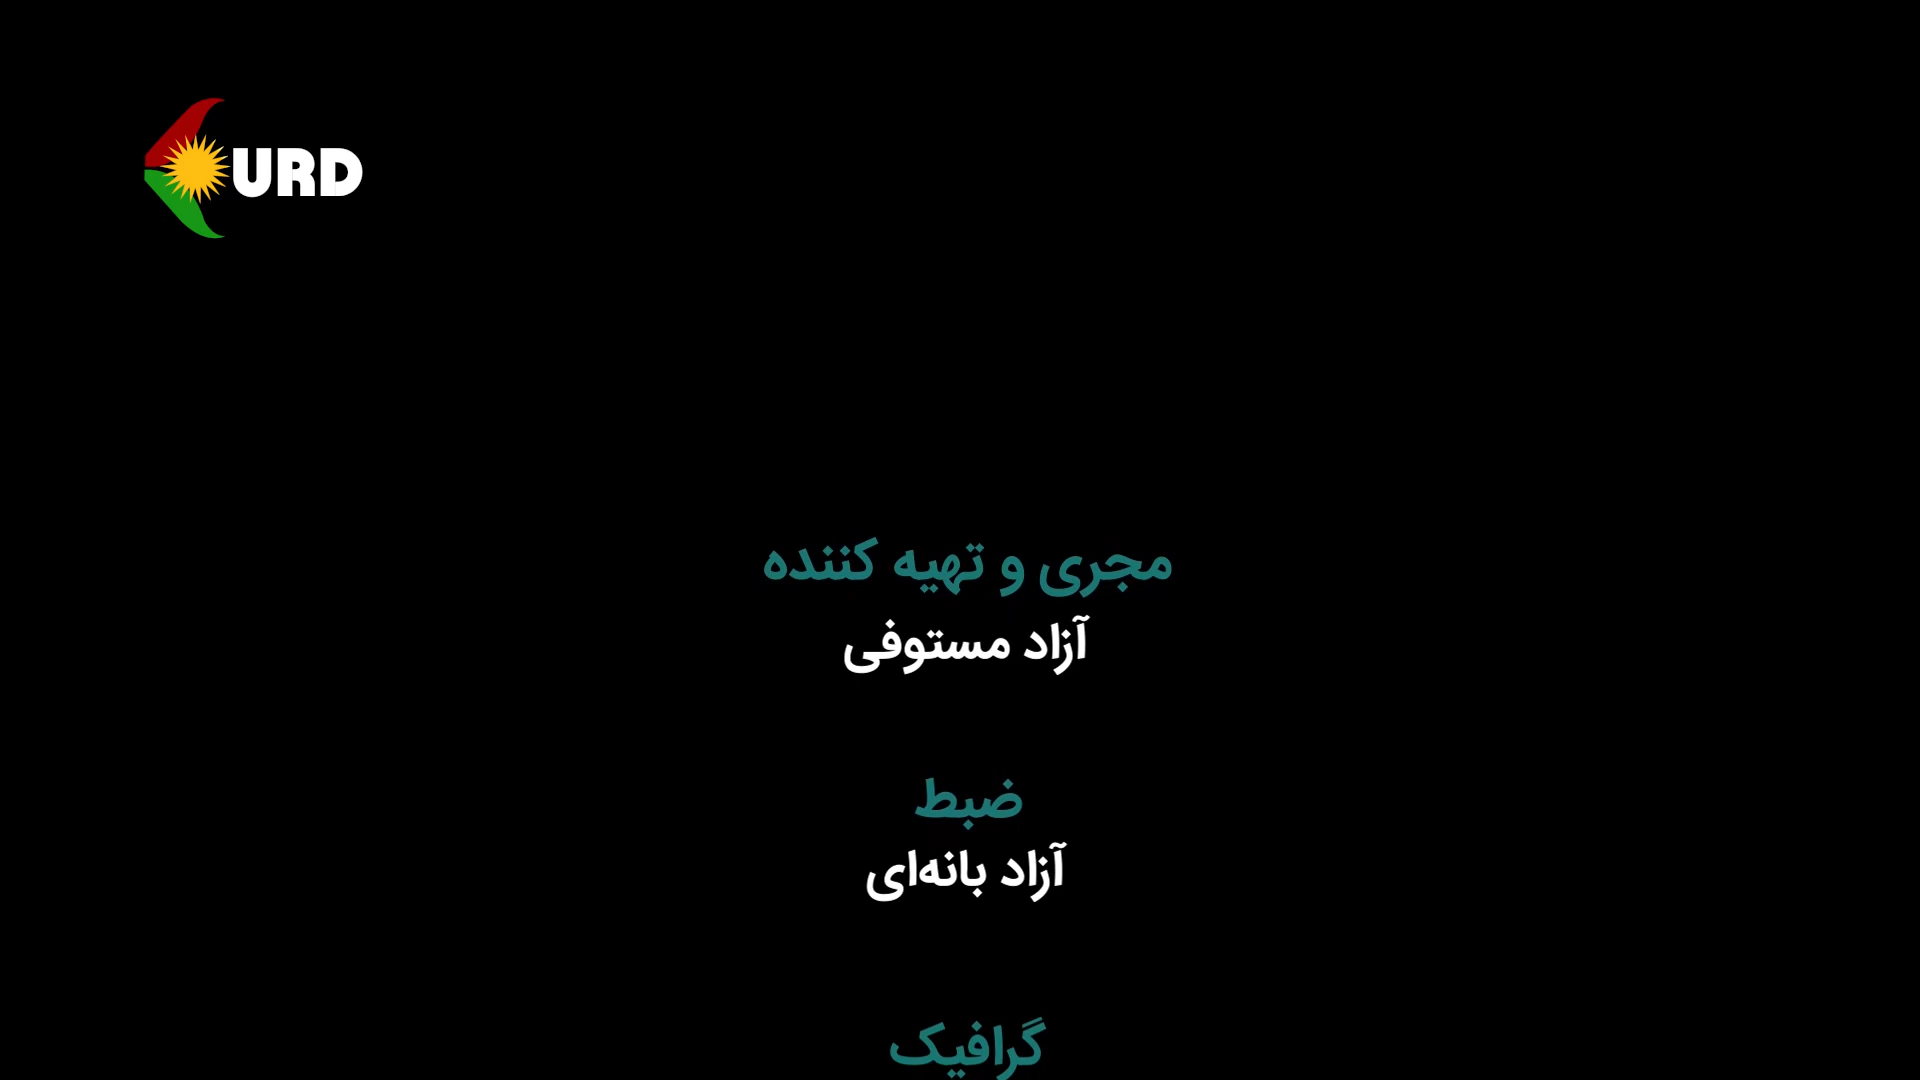 URD
مجری و تهیه کننده
آزاد مستوفی
ضبط
آزاد بانه‌ای
گرافیک